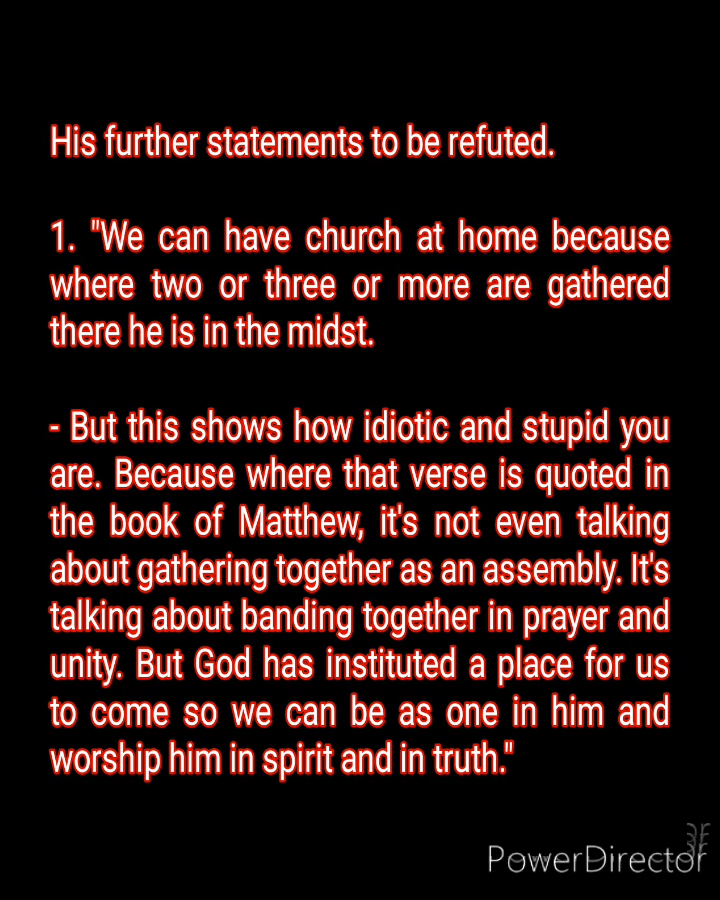 His further statements to be refuted.
1. "We can have church at home because
where two or three or more are gathered
there he is in the midst.
- But this shows how idiotic and stupid you
are. Because where that verse is quoted in
the book of Matthew, it's not even talking
about gathering together as an assembly. It's
talking about banding together in prayer and
unity. But God has instituted a place for us
to come so we can be as one in him and
worship him in spirit and in truth."
PowerDirector